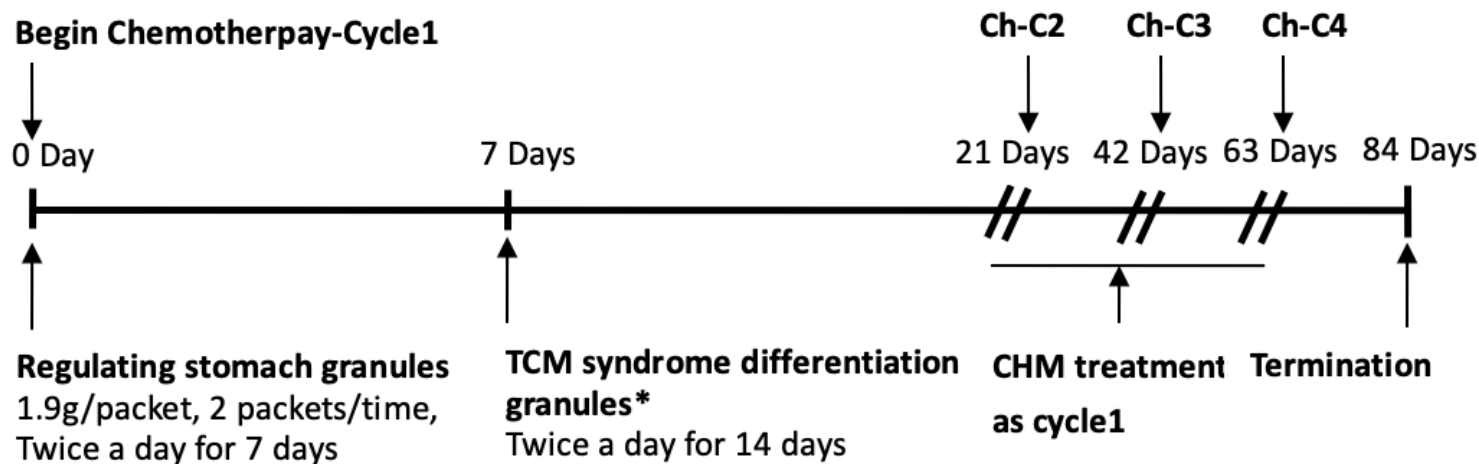 Begin Chemotherpay-Cycle1
Ch-C2 Ch-C3 Ch-C4
0 Day 7 Days 21 Days 42 Days 63 Days 84 Days
Regulating stomach granules
1.9g/packet, 2 packets/time,
Twice a day for 7 days
TCM syndrome differentiation
granules*
Twice a day for 14 days
CHM treatment
as cycle1
Termination